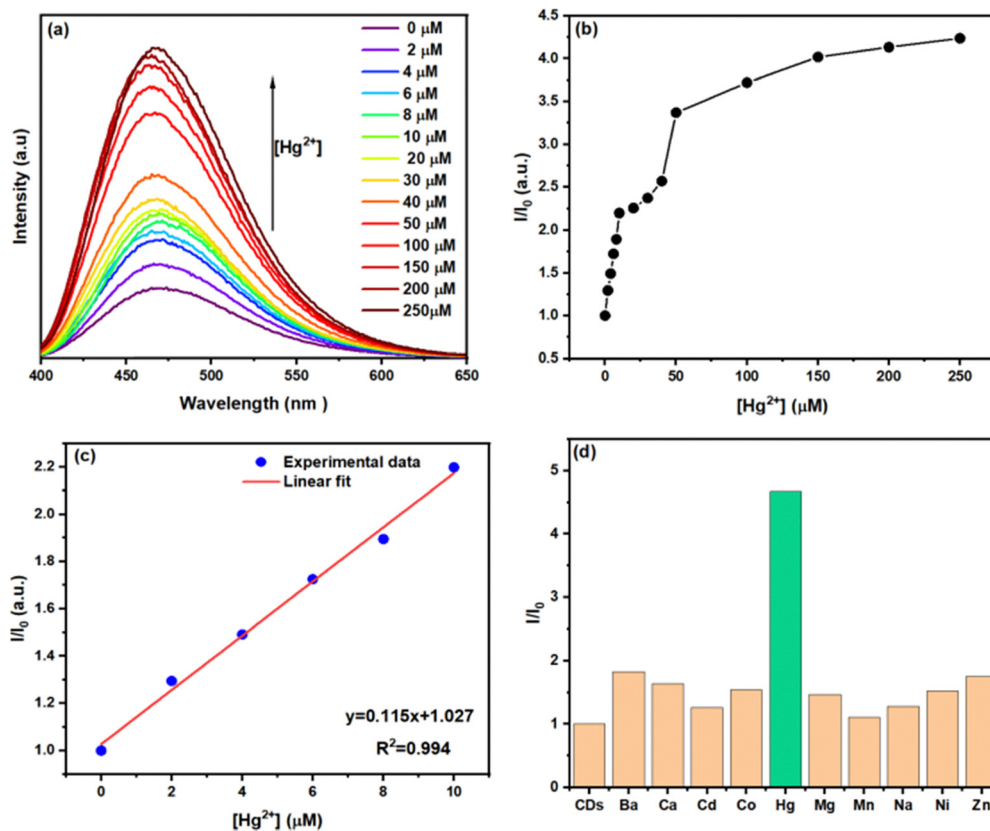 (a)
0 μM
2 μM
4 μM
6 μM
8 μM
10 μM
20 μM
30 μM
40 μM
50 μM
100 μM
150 μM
200 μM
250μM
[Hg²⁺]
Intensity (a.u)
400 450 500 550 600 650
Wavelength (nm )
(b)
4.5
4.0
3.5
3.0
2.5
2.0
1.5
1.0
0.5
I/I₀ (a.u.)
0 50 100 150 200 250
[Hg²⁺] (μM)
(c)
Experimental data
Linear fit
2.2
2.0
1.8
1.6
1.4
1.2
1.0
I/I₀ (a.u.)
y=0.115x+1.027
R²=0.994
0 2 4 6 8 10
[Hg²⁺] (μM)
(d)
5
4
3
2
1
0
I/I₀
CDs Ba Ca Cd Co Hg Mg Mn Na Ni Zn